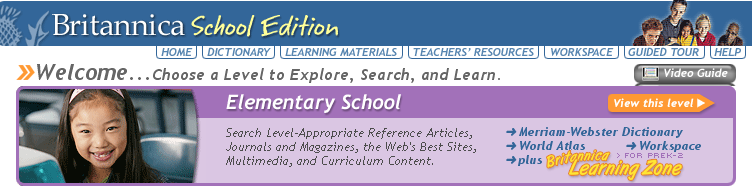 Britannica School Edition
HOME DICTIONARY LEARNING MATERIALS TEACHERS' RESOURCES WORKSPACE GUIDED TOUR HELP
Welcome...Choose a Level to Explore, Search, and Learn.
Video Guide
Elementary School
View this level
Search Level-Appropriate Reference Articles,
Journals and Magazines, the Web's Best Sites,
Multimedia, and Curriculum Content.
Merriam-Webster Dictionary
World Atlas Workspace
plus Britannica Learning Zone > FOR PREK-2